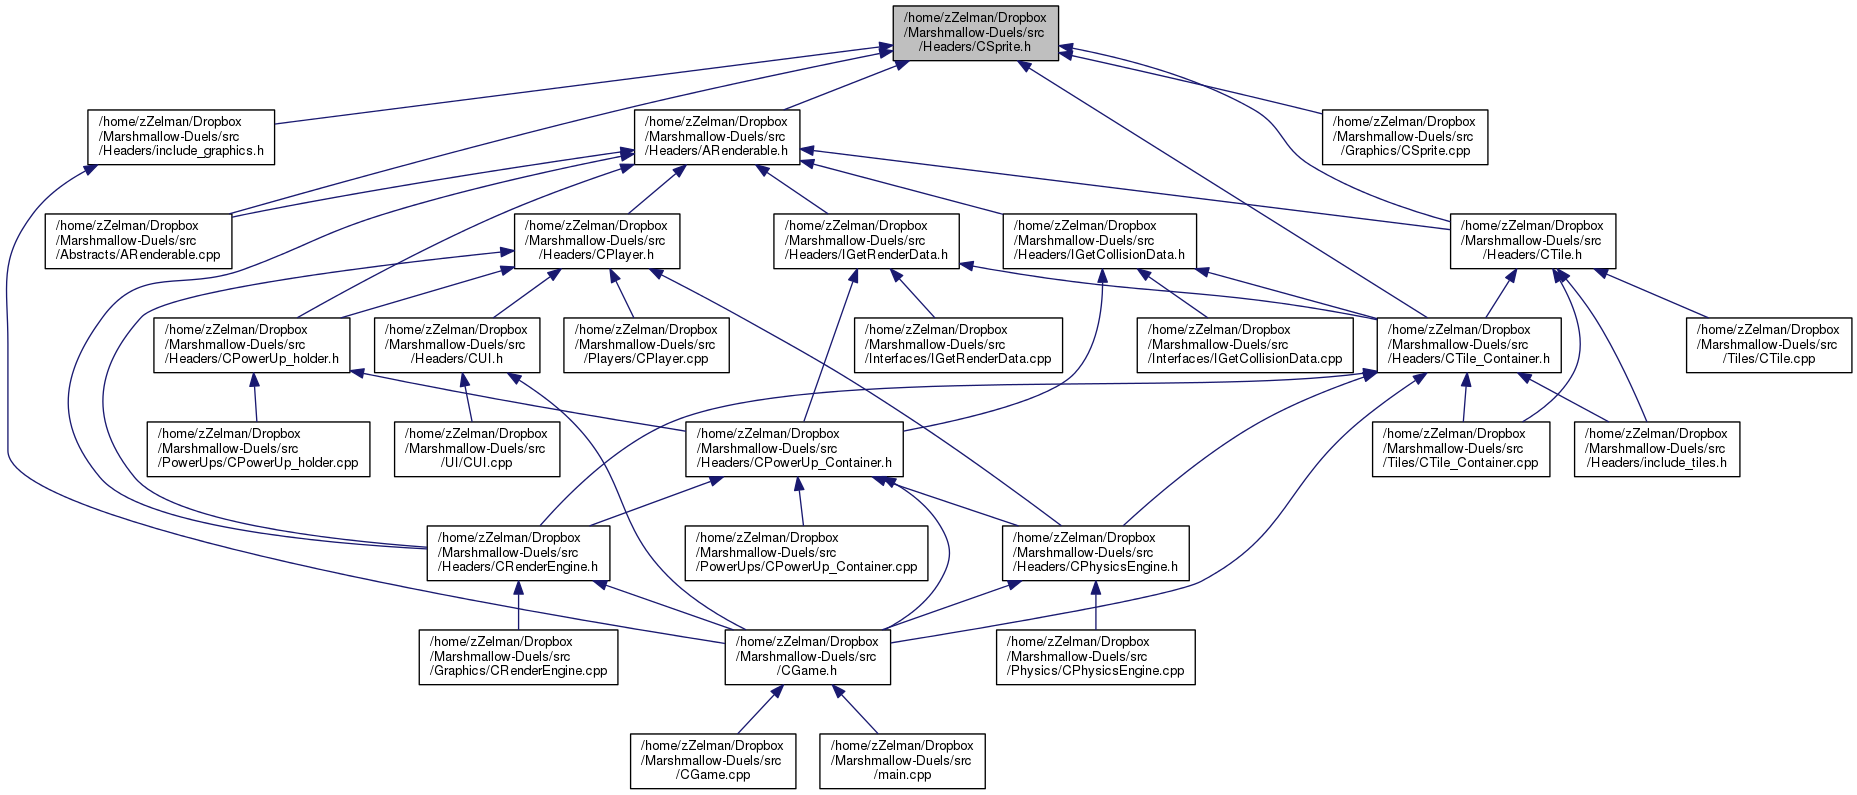 /home/zZelman/Dropbox
/Marshmallow-Duels/src
/Headers/CSprite.h
/home/zZelman/Dropbox
/Marshmallow-Duels/src
/Headers/include_graphics.h
/home/zZelman/Dropbox
/Marshmallow-Duels/src
/Headers/ARenderable.h
/home/zZelman/Dropbox
/Marshmallow-Duels/src
/Graphics/CSprite.cpp
/home/zZelman/Dropbox
/Marshmallow-Duels/src
/Abstracts/ARenderable.cpp
/home/zZelman/Dropbox
/Marshmallow-Duels/src
/Headers/CPlayer.h
/home/zZelman/Dropbox
/Marshmallow-Duels/src
/Headers/IGetRenderData.h
/home/zZelman/Dropbox
/Marshmallow-Duels/src
/Headers/IGetCollisionData.h
/home/zZelman/Dropbox
/Marshmallow-Duels/src
/Headers/CTile.h
/home/zZelman/Dropbox
/Marshmallow-Duels/src
/Headers/CPowerUp_holder.h
/home/zZelman/Dropbox
/Marshmallow-Duels/src
/Headers/CUI.h
/home/zZelman/Dropbox
/Marshmallow-Duels/src
/Players/CPlayer.cpp
/home/zZelman/Dropbox
/Marshmallow-Duels/src
/Interfaces/IGetRenderData.cpp
/home/zZelman/Dropbox
/Marshmallow-Duels/src
/Interfaces/IGetCollisionData.cpp
/home/zZelman/Dropbox
/Marshmallow-Duels/src
/Headers/CTile_Container.h
/home/zZelman/Dropbox
/Marshmallow-Duels/src
/Tiles/CTile.cpp
/home/zZelman/Dropbox
/Marshmallow-Duels/src
/PowerUps/CPowerUp_holder.cpp
/home/zZelman/Dropbox
/Marshmallow-Duels/src
/UI/CUI.cpp
/home/zZelman/Dropbox
/Marshmallow-Duels/src
/Headers/CPowerUp_Container.h
/home/zZelman/Dropbox
/Marshmallow-Duels/src
/Tiles/CTile_Container.cpp
/home/zZelman/Dropbox
/Marshmallow-Duels/src
/Headers/include_tiles.h
/home/zZelman/Dropbox
/Marshmallow-Duels/src
/Headers/CRenderEngine.h
/home/zZelman/Dropbox
/Marshmallow-Duels/src
/PowerUps/CPowerUp_Container.cpp
/home/zZelman/Dropbox
/Marshmallow-Duels/src
/Headers/CPhysicsEngine.h
/home/zZelman/Dropbox
/Marshmallow-Duels/src
/Graphics/CRenderEngine.cpp
/home/zZelman/Dropbox
/Marshmallow-Duels/src
/CGame.h
/home/zZelman/Dropbox
/Marshmallow-Duels/src
/Physics/CPhysicsEngine.cpp
/home/zZelman/Dropbox
/Marshmallow-Duels/src
/CGame.cpp
/home/zZelman/Dropbox
/Marshmallow-Duels/src
/main.cpp